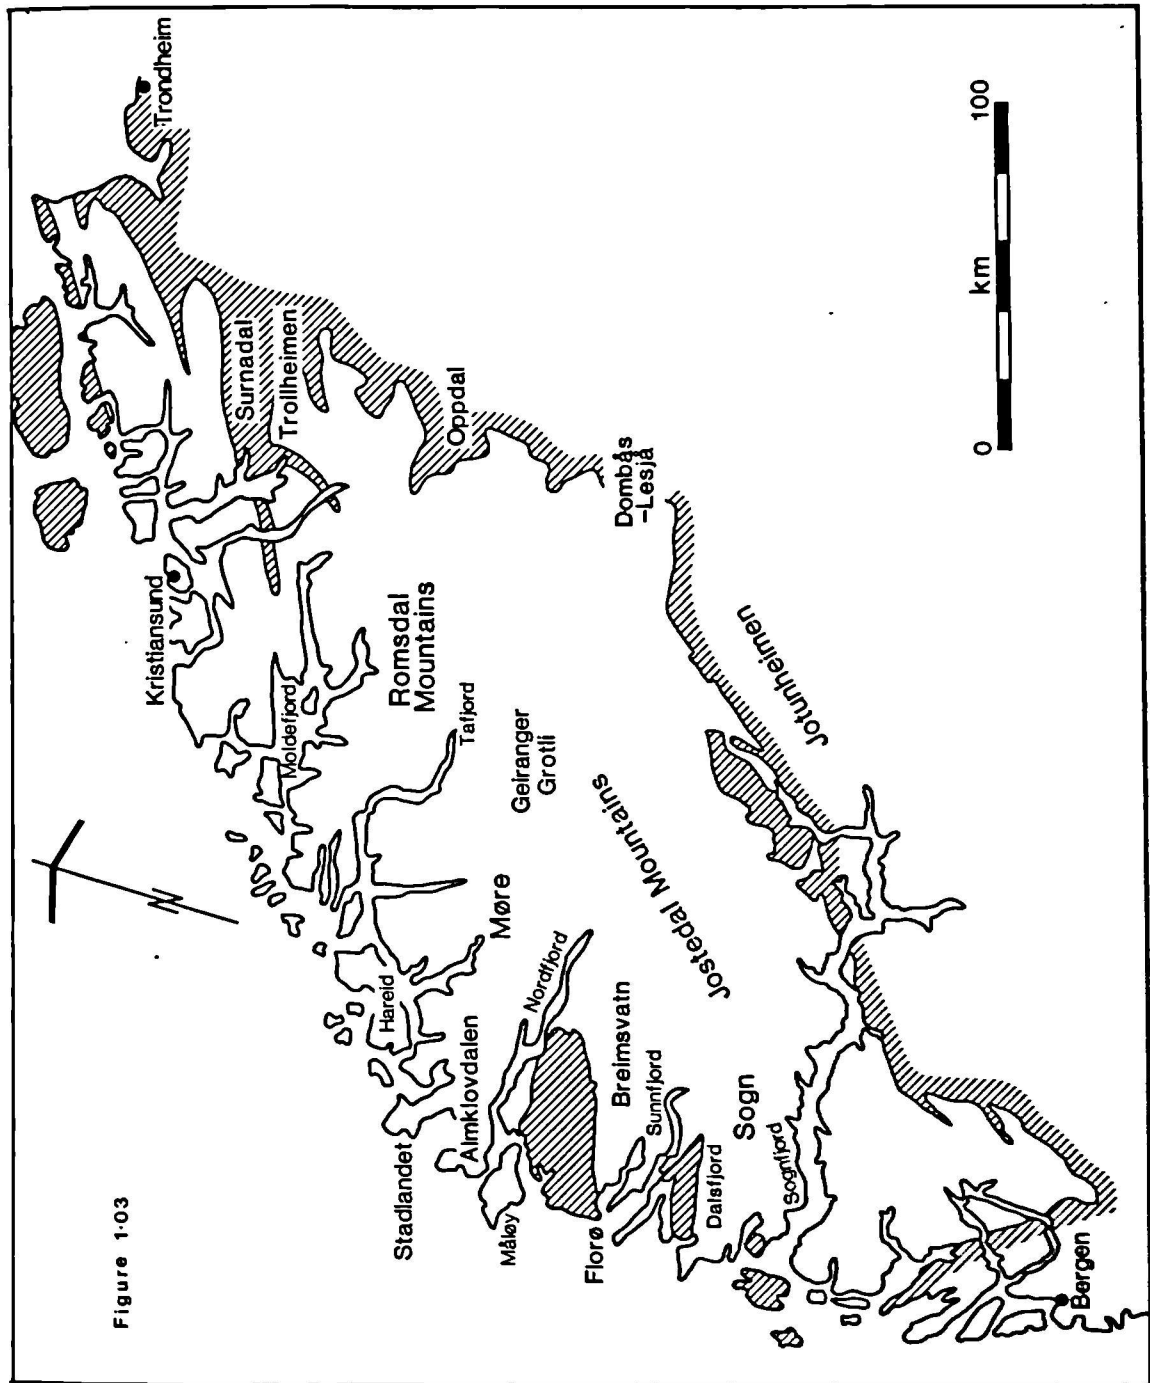 Figure 1·03
Trondheim
Kristiansund
Surnadal
Trollheimen
Oppdal
Dombås
-Lesja
Moldefjord
Romsdal
Mountains
Tafjord
Geiranger
Grotli
Jotunheimen
Jostedal Mountains
Møre
Hareid
Stadlandet
Almklovdalen
Nordfjord
Måløy
Breimsvatn
Florø
Sunnfjord
Dalsfjord
Sogn
Sognfjord
Bergen
0
km
100
N